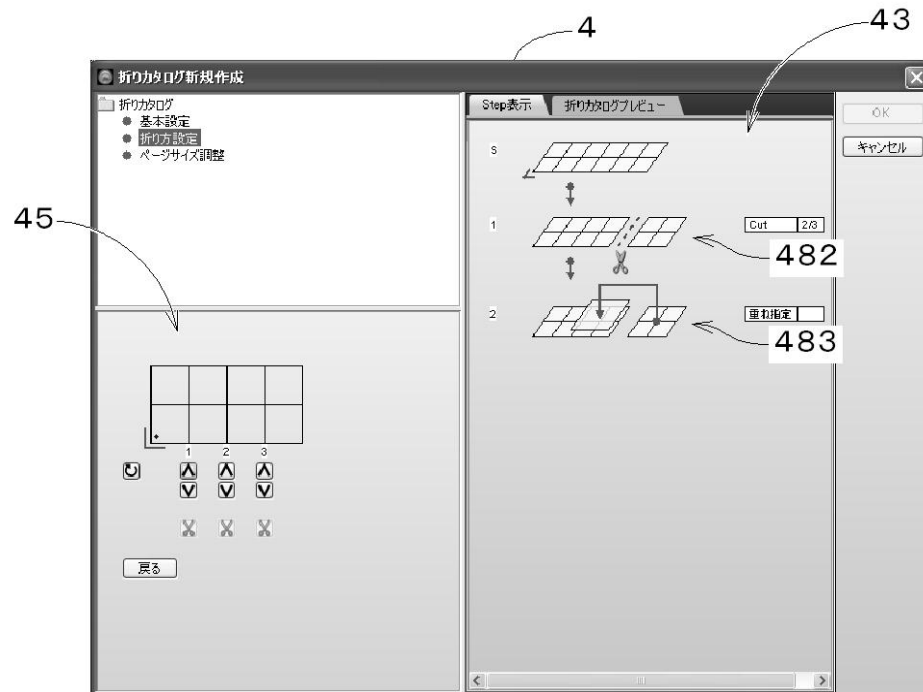 4
43
折りカタログ新規作成
折りカタログ
基本設定
折り方設定
ページサイズ調整
45
1 2 3
戻る
Step表示 折りカタログプレビュー
S
1
Cut 2/3
482
2
重ね指定
483
OK
キャンセル